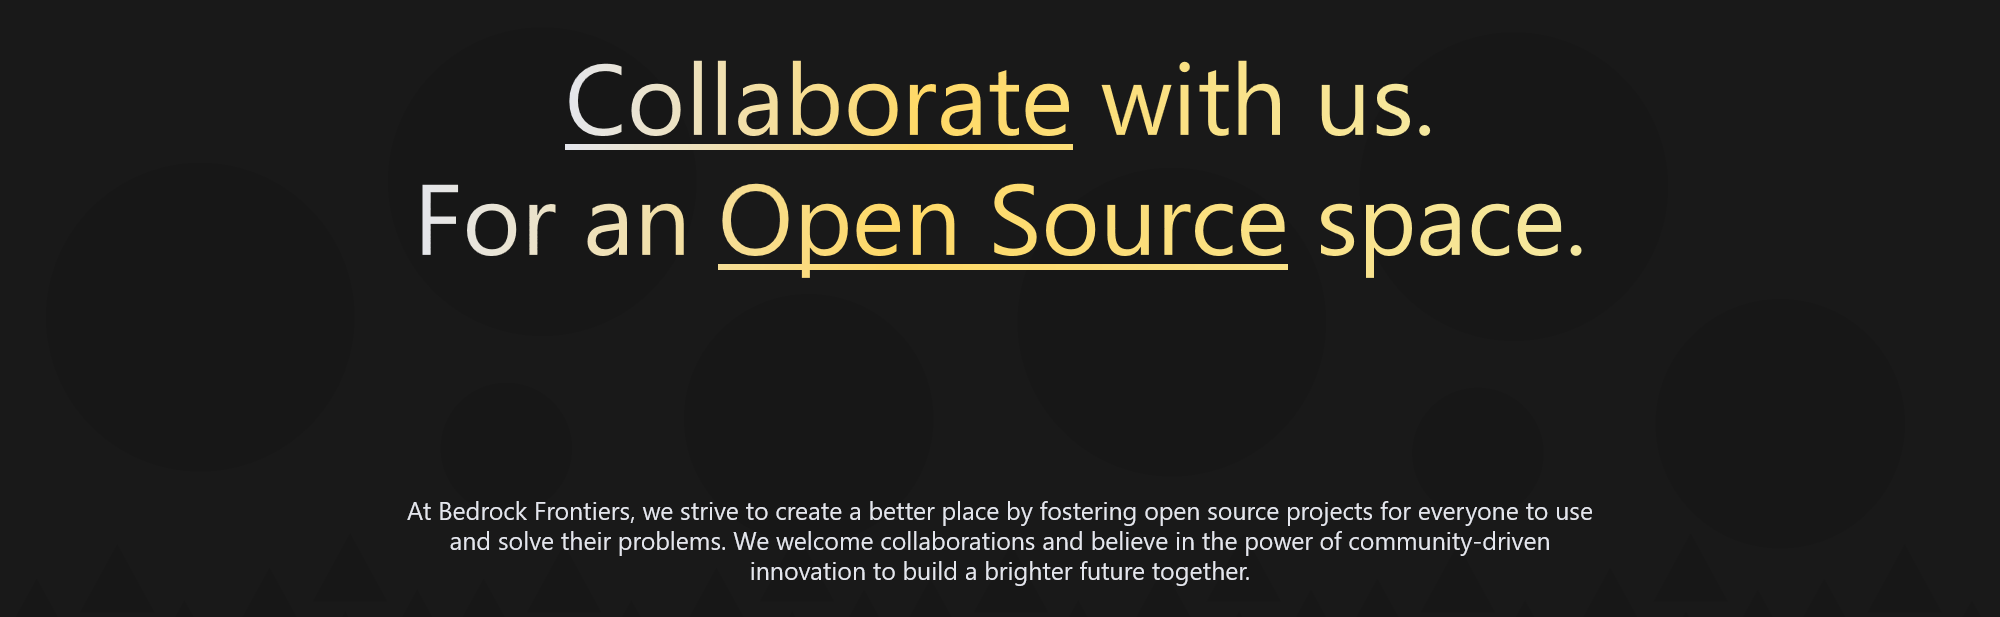 Collaborate with us.
For an Open Source space.
At Bedrock Frontiers, we strive to create a better place by fostering open source projects for everyone to use
and solve their problems. We welcome collaborations and believe in the power of community-driven
innovation to build a brighter future together.